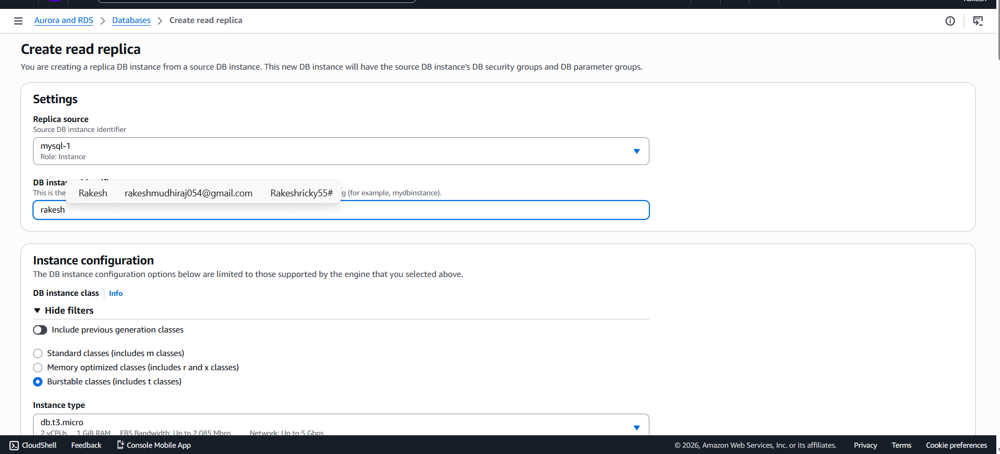 Aurora and RDS > Databases > Create read replica
Create read replica
You are creating a replica DB instance from a source DB instance. This new DB instance will have the source DB instance's DB security groups and DB parameter groups.
Settings
Replica source
Source DB instance identifier
mysql-1
Role: Instance
DB insta
This is the
g (for example, mydbinstance).
Rakesh rakeshmudhiraj054@gmail.com Rakeshricky55#
rakesh
Instance configuration
The DB instance configuration options below are limited to those supported by the engine that you selected above.
DB instance class Info
Hide filters
Include previous generation classes
Standard classes (includes m classes)
Memory optimized classes (includes r and x classes)
Burstable classes (includes t classes)
Instance type
db.t3.micro
2 vCPUs 1 GiB RAM EBS Bandwidth: Up to 2,085 Mbps Network: Up to 5 Gbps
CloudShell Feedback Console Mobile App © 2026, Amazon Web Services, Inc. or its affiliates. Privacy Terms Cookie preferences